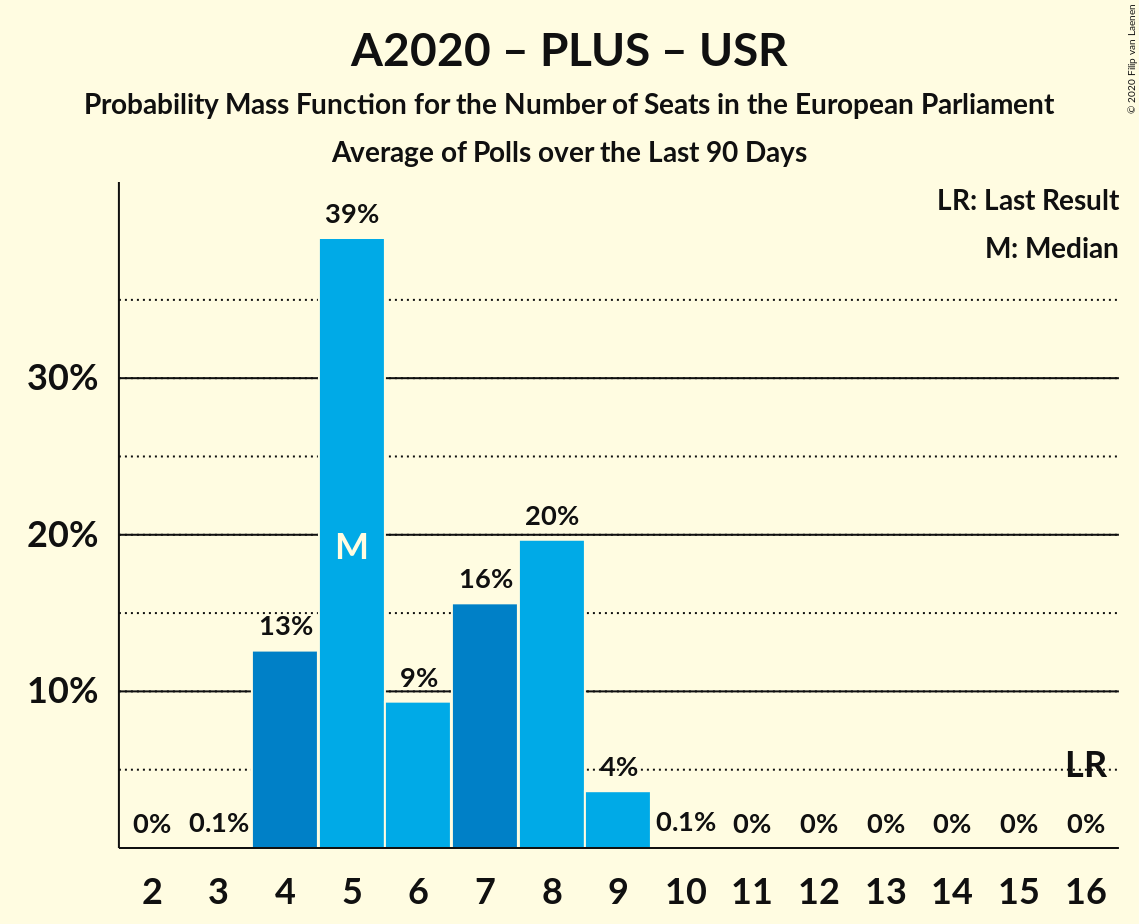 A2020 – PLUS – USR
Probability Mass Function for the Number of Seats in the European Parliament
Average of Polls over the Last 90 Days
© 2020 Filip van Laenen
LR: Last Result
M: Median
39%
30%
20%
M
20%
16%
13%
10%
9%
4%
LR
0% 0.1% 0.1% 0% 0% 0% 0% 0% 0%
2 3 4 5 6 7 8 9 10 11 12 13 14 15 16